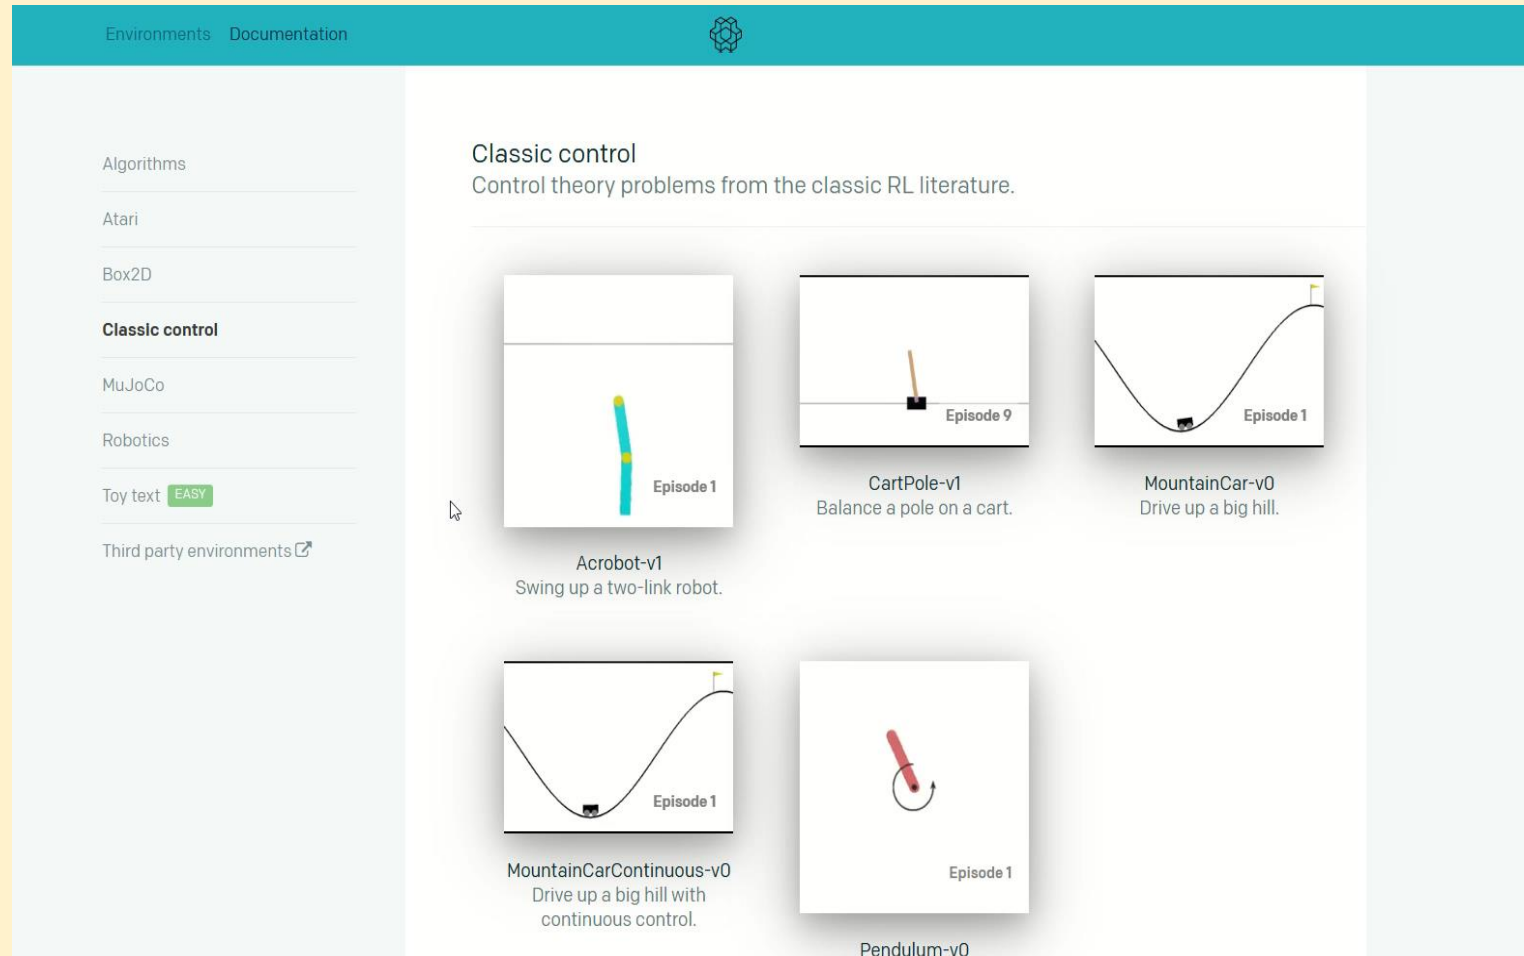 Environments Documentation
Algorithms
Atari
Box2D
Classic control
MuJoCo
Robotics
Toy text EASY
Third party environments
Classic control
Control theory problems from the classic RL literature.
Episode 1
Acrobot-v1
Swing up a two-link robot.
Episode 9
CartPole-v1
Balance a pole on a cart.
Episode 1
MountainCar-v0
Drive up a big hill.
Episode 1
MountainCarContinuous-v0
Drive up a big hill with
continuous control.
Episode 1
Pendulum-v0